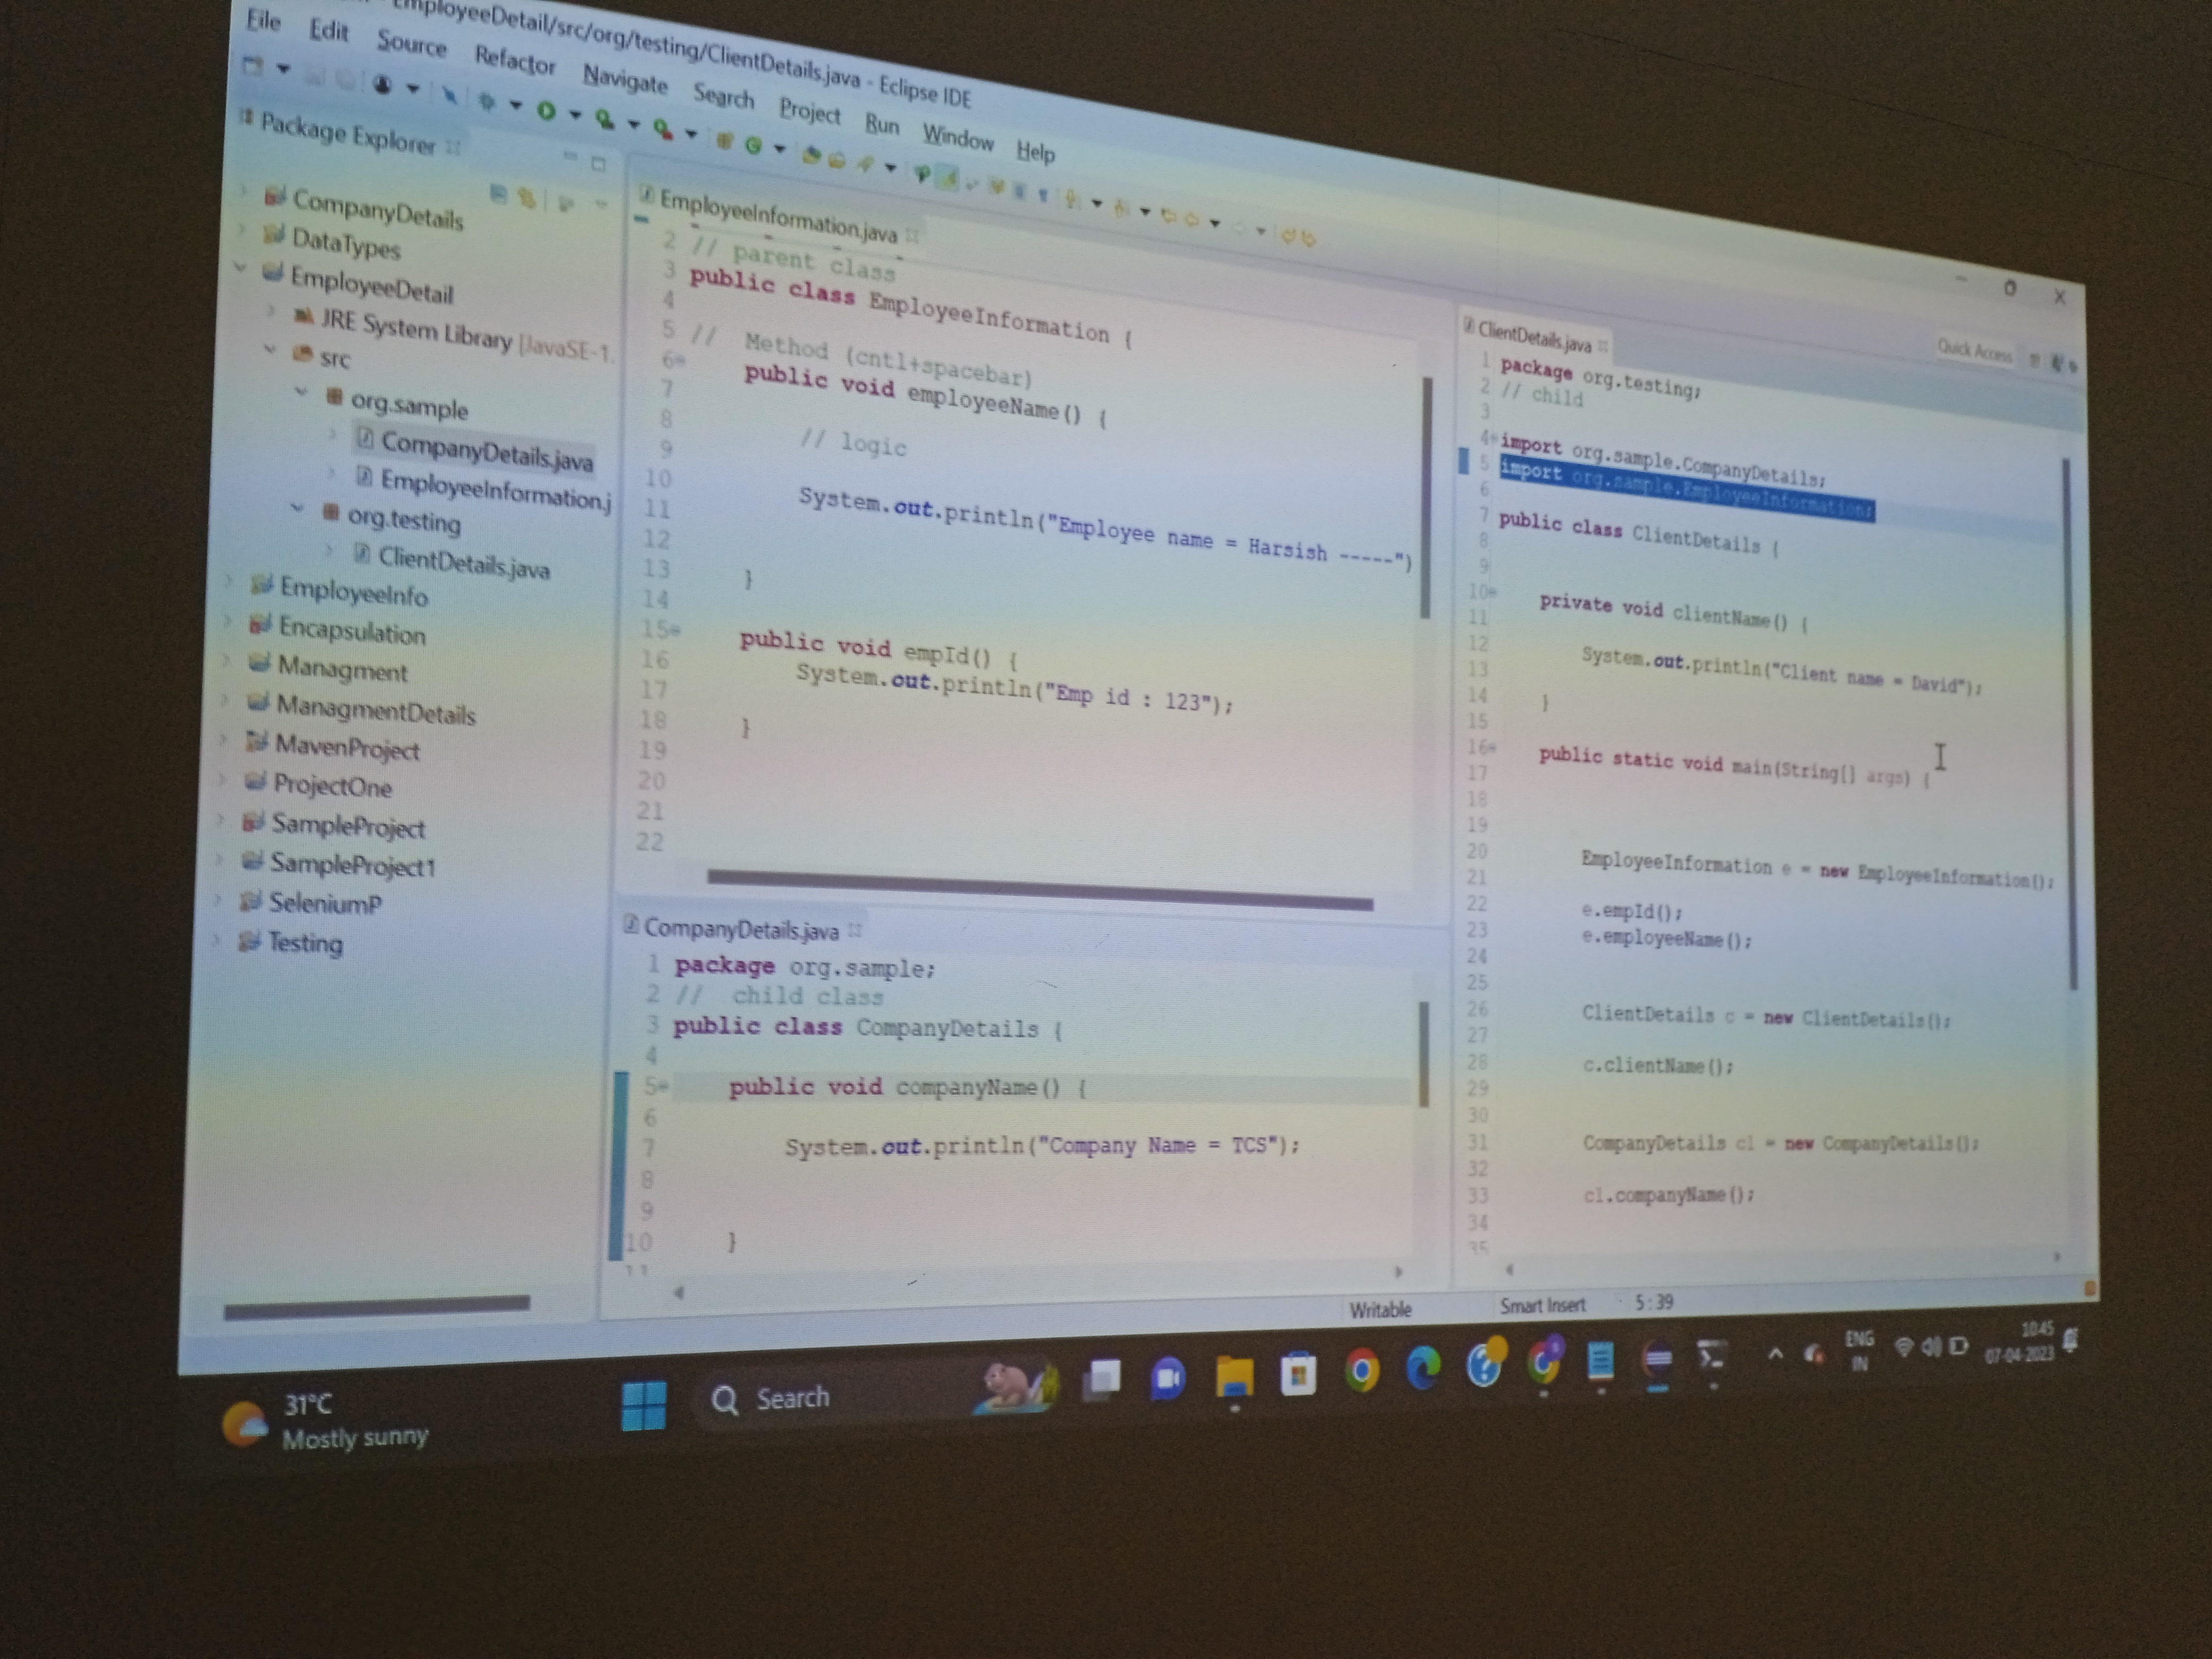 EmployeeDetail/src/org/testing/ClientDetails.java - Eclipse IDE
File Edit Source Refactor Navigate Search Project Run Window Help
Quick Access
Package Explorer
CompanyDetails
DataTypes
EmployeeDetail
JRE System Library [JavaSE-1.
src
org.sample
CompanyDetails.java
EmployeeInformation.j
org.testing
ClientDetails.java
EmployeeInfo
Encapsulation
Managment
ManagmentDetails
MavenProject
ProjectOne
SampleProject
SampleProject1
SeleniumP
Testing
EmployeeInformation.java
2 // parent class
3 public class EmployeeInformation {
4
5 // Method (cntl+spacebar)
6 public void employeeName() {
7
8 // logic
9
10 System.out.println("Employee name = Harsish -----")
11
12
13 }
14
15 public void empId() {
16 System.out.println("Emp id : 123");
17
18 }
19
20
21
22
CompanyDetails.java
1 package org.sample;
2 // child class
3 public class CompanyDetails {
4
5 public void companyName() {
6
7 System.out.println("Company Name = TCS");
8
9
10 }
11
ClientDetails.java
1 package org.testing;
2 // child
3
4 import org.sample.CompanyDetails;
5 import org.sample.EmployeeInformation;
6
7 public class ClientDetails {
8
9
10 private void clientName() {
11
12 System.out.println("Client name = David");
13
14 }
15
16 public static void main(String[] args) {
17
18
19
20 EmployeeInformation e = new EmployeeInformation();
21
22 e.empId();
23 e.employeeName();
24
25
26 ClientDetails c = new ClientDetails();
27
28 c.clientName();
29
30
31 CompanyDetails c1 = new CompanyDetails();
32
33 c1.companyName();
34
35
Writable Smart Insert 5 : 39
31°C
Mostly sunny
Search
ENG
IN
10:45
07-04-2023